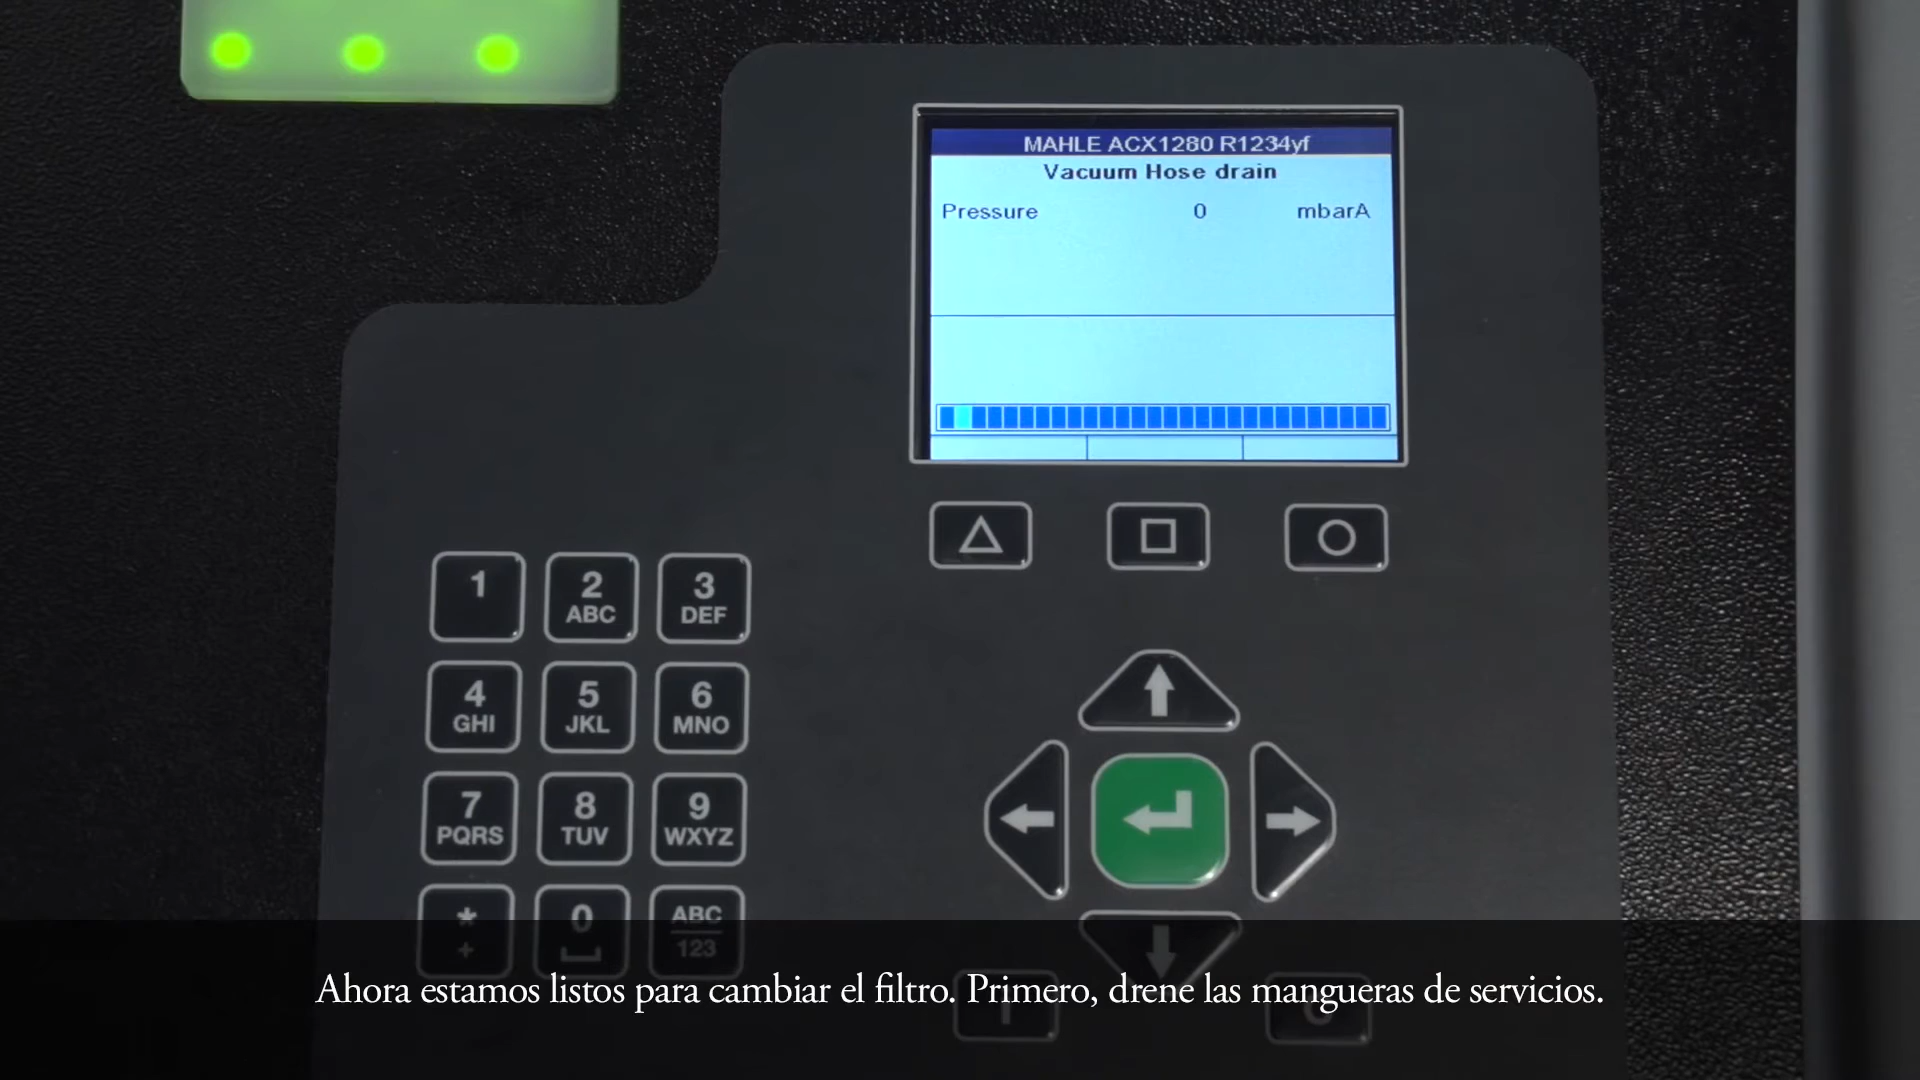 MAHLE ACX1280 R1234yf
Vacuum Hose drain
Pressure 0 mbarA
1 2 3
ABC DEF
4 5 6
GHI JKL MNO
7 8 9
PQRS TUV WXYZ
* 0 ABC
+ 123
Ahora estamos listos para cambiar el filtro. Primero, drene las mangueras de servicios.